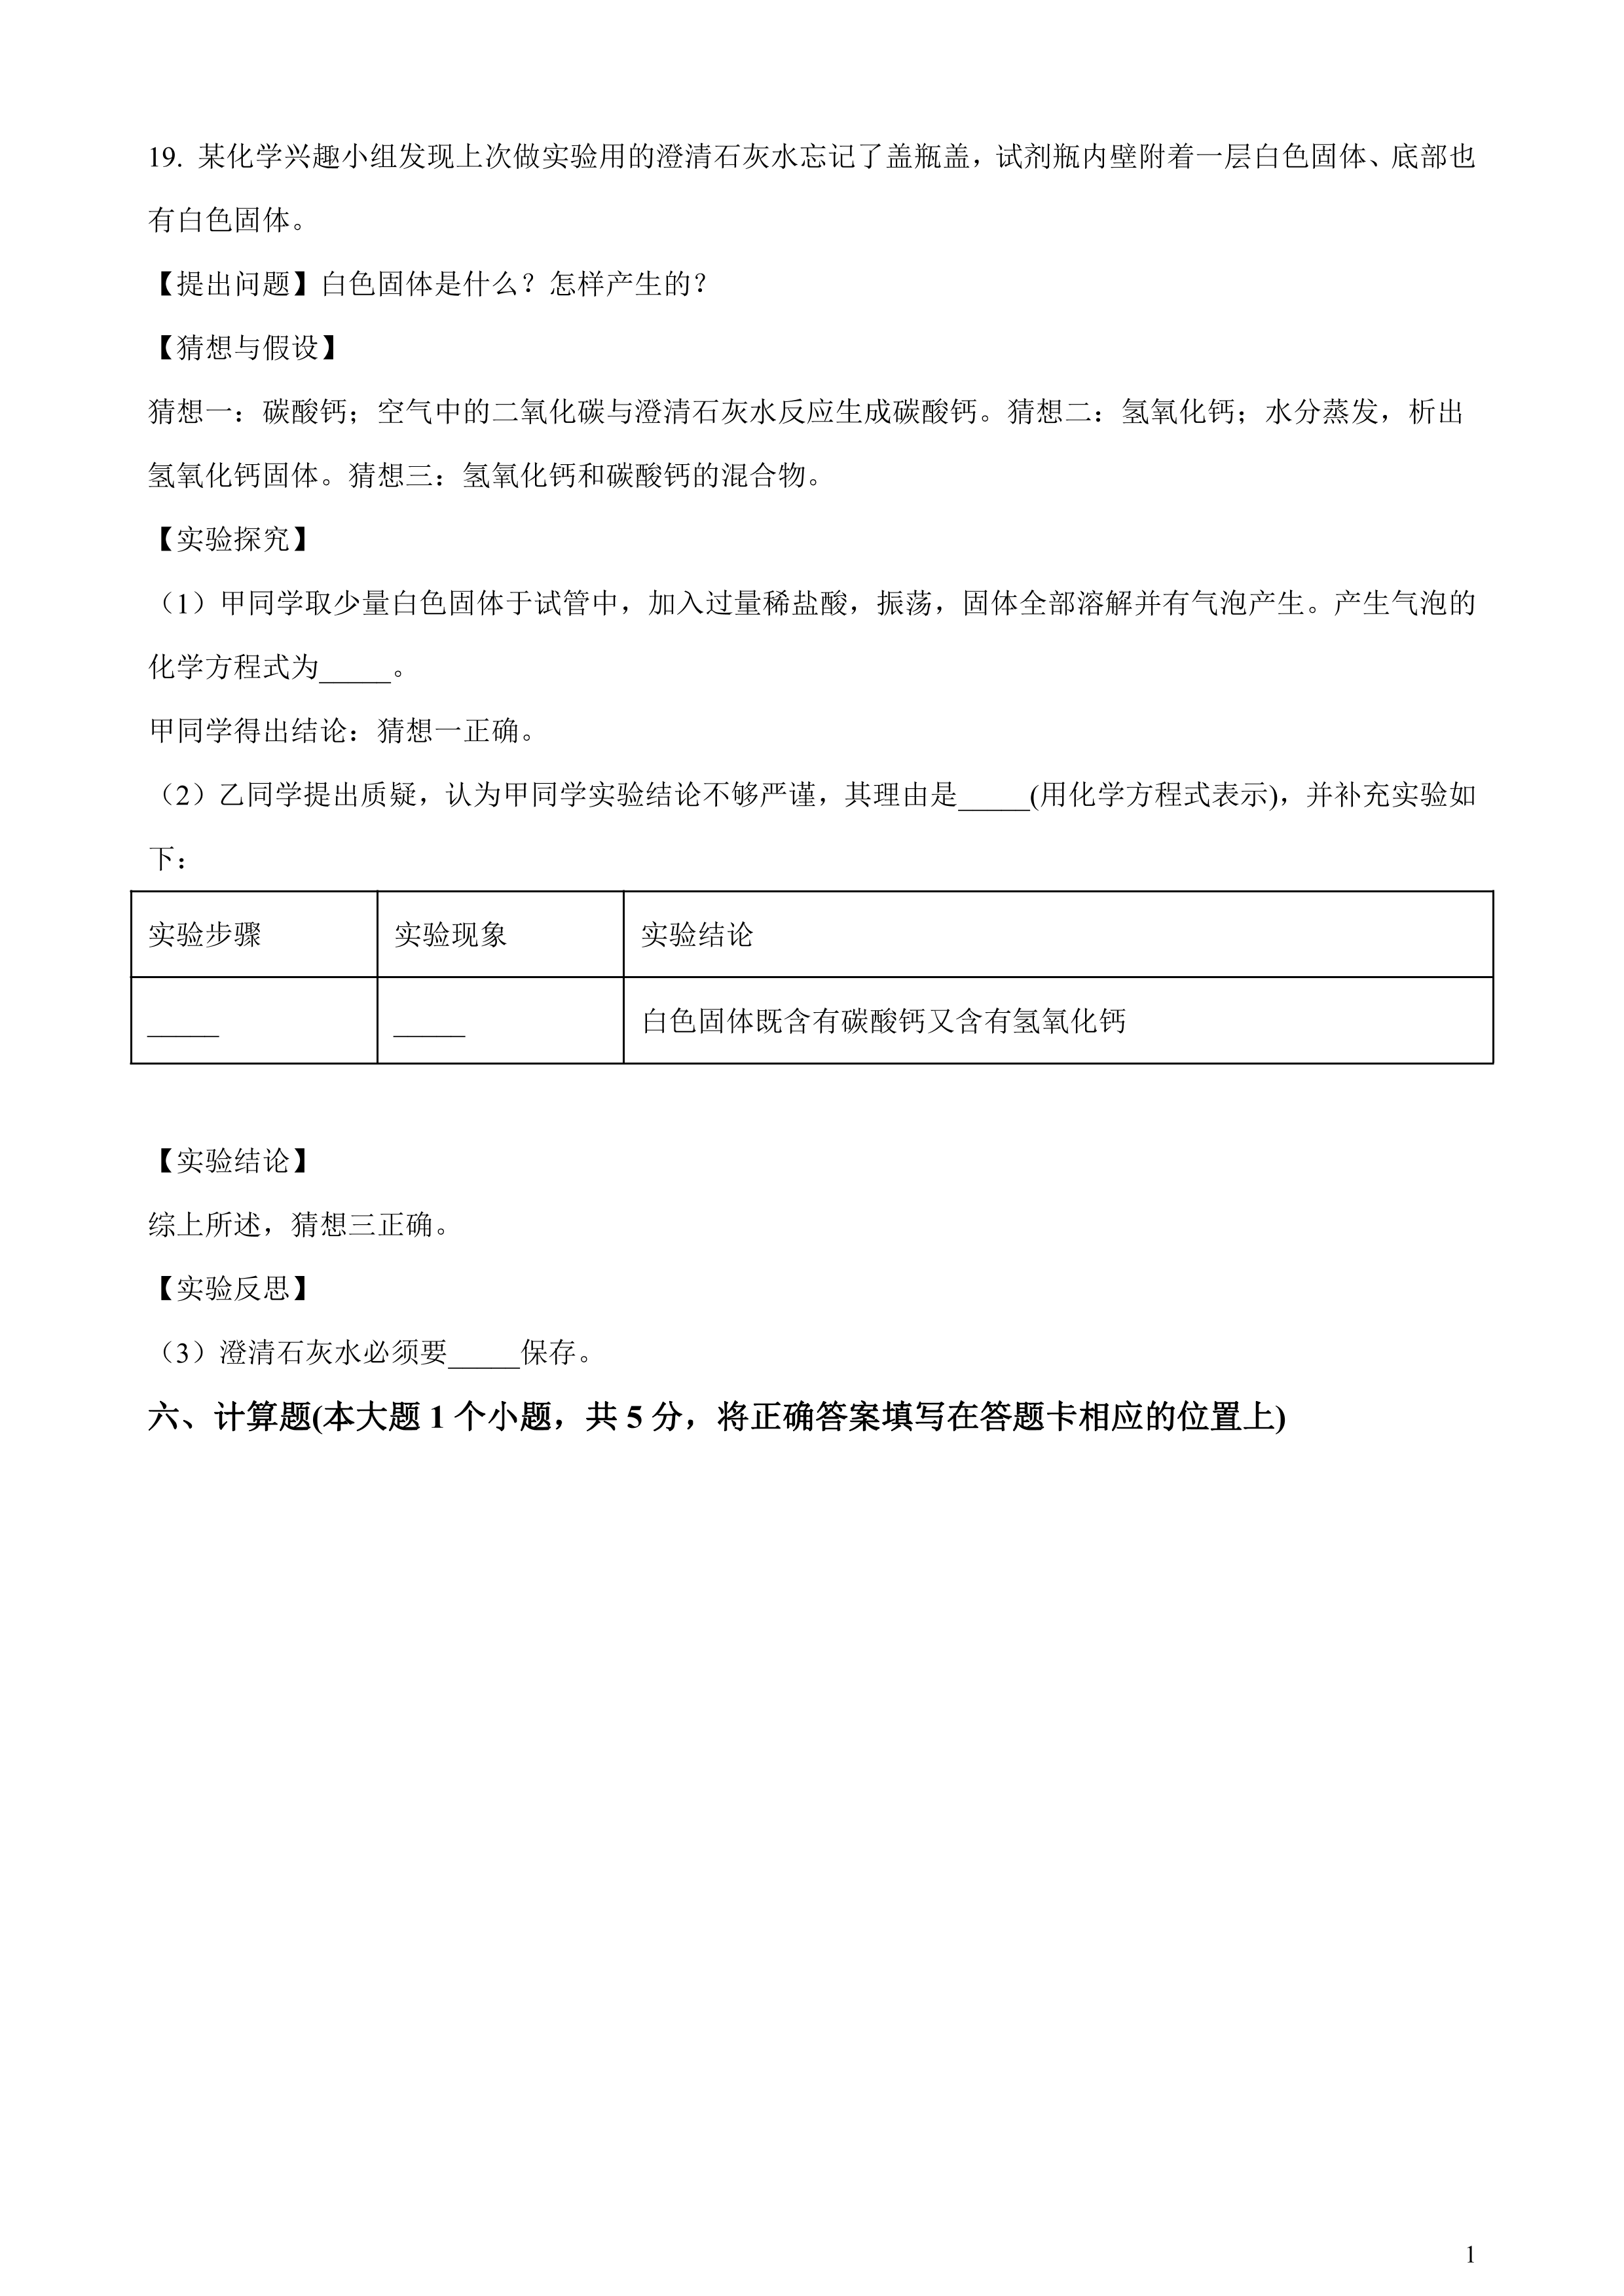 19. 某化学兴趣小组发现上次做实验用的澄清石灰水忘记了盖瓶盖，试剂瓶内壁附着一层白色固体、底部也
有白色固体。
【提出问题】白色固体是什么？怎样产生的？
【猜想与假设】
猜想一：碳酸钙；空气中的二氧化碳与澄清石灰水反应生成碳酸钙。猜想二：氢氧化钙；水分蒸发，析出
氢氧化钙固体。猜想三：氢氧化钙和碳酸钙的混合物。
【实验探究】
（1）甲同学取少量白色固体于试管中，加入过量稀盐酸，振荡，固体全部溶解并有气泡产生。产生气泡的
化学方程式为_____。
甲同学得出结论：猜想一正确。
（2）乙同学提出质疑，认为甲同学实验结论不够严谨，其理由是_____(用化学方程式表示)，并补充实验如
下：
实验步骤 实验现象 实验结论
_____ _____ 白色固体既含有碳酸钙又含有氢氧化钙
【实验结论】
综上所述，猜想三正确。
【实验反思】
（3）澄清石灰水必须要_____保存。
六、计算题(本大题 1 个小题，共 5 分，将正确答案填写在答题卡相应的位置上)
1